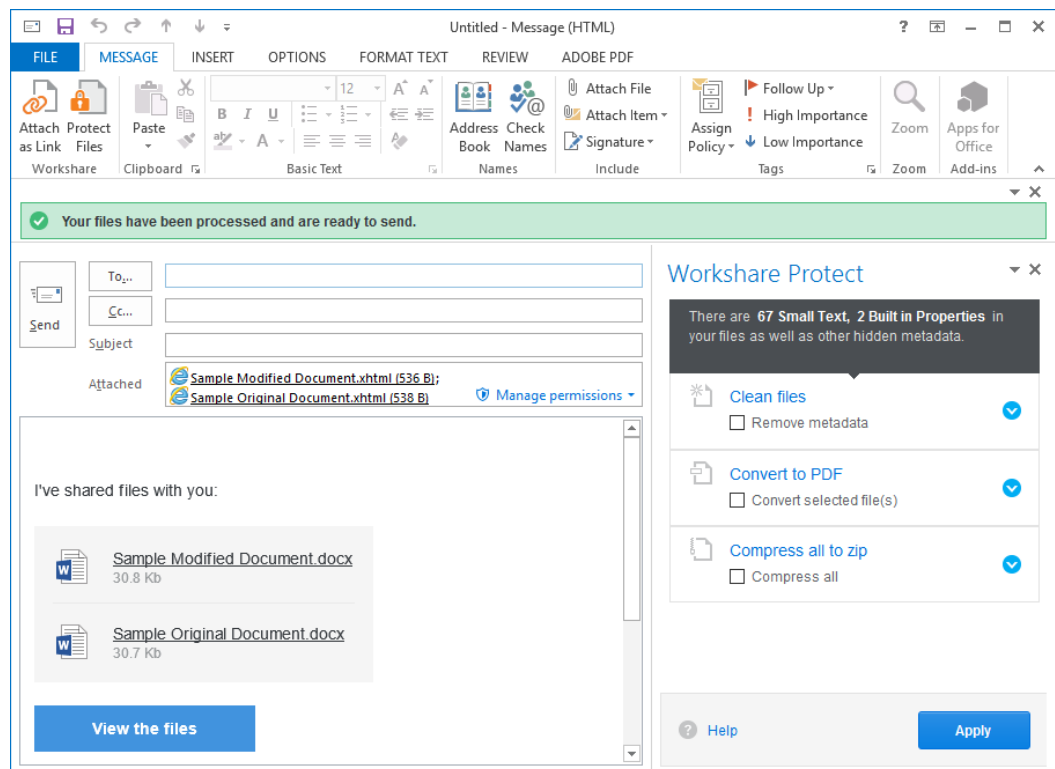 Untitled - Message (HTML)
?
FILE MESSAGE INSERT OPTIONS FORMAT TEXT REVIEW ADOBE PDF
Attach as Link
Protect Files
Workshare
Paste
Clipboard
12 A A
B I U
ab A
Basic Text
Address Book
Check Names
Names
Attach File
Attach Item
Signature
Include
Assign Policy
Follow Up
High Importance
Low Importance
Tags
Zoom
Zoom
Apps for Office
Add-ins
Your files have been processed and are ready to send.
Send
To...
Cc...
Subject
Attached
Sample Modified Document.xhtml (536 B);
Sample Original Document.xhtml (538 B)
Manage permissions
I've shared files with you:
Sample Modified Document.docx
30.8 Kb
Sample Original Document.docx
30.7 Kb
View the files
Workshare Protect
There are 67 Small Text, 2 Built in Properties in
your files as well as other hidden metadata.
Clean files
Remove metadata
Convert to PDF
Convert selected file(s)
Compress all to zip
Compress all
? Help
Apply